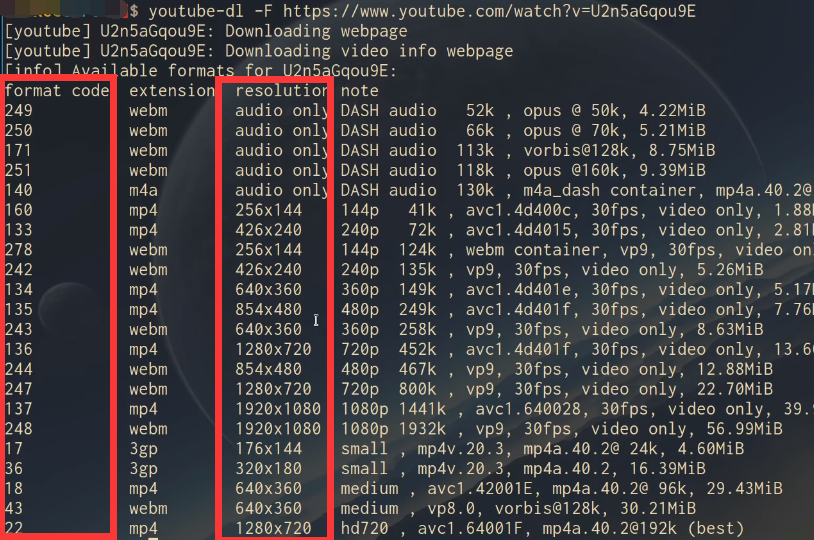 $ youtube-dl -F https://www.youtube.com/watch?v=U2n5aGqou9E
[youtube] U2n5aGqou9E: Downloading webpage
[youtube] U2n5aGqou9E: Downloading video info webpage
[info] Available formats for U2n5aGqou9E:
format code extension resolution note
249 webm audio only DASH audio 52k , opus @ 50k, 4.22MiB
250 webm audio only DASH audio 66k , opus @ 70k, 5.21MiB
171 webm audio only DASH audio 113k , vorbis@128k, 8.75MiB
251 webm audio only DASH audio 118k , opus @160k, 9.39MiB
140 m4a audio only DASH audio 130k , m4a_dash container, mp4a.40.2@
160 mp4 256x144 144p 41k , avc1.4d400c, 30fps, video only, 1.88
133 mp4 426x240 240p 72k , avc1.4d4015, 30fps, video only, 2.81
278 webm 256x144 144p 124k , webm container, vp9, 30fps, video on
242 webm 426x240 240p 135k , vp9, 30fps, video only, 5.26MiB
134 mp4 640x360 360p 149k , avc1.4d401e, 30fps, video only, 5.17
135 mp4 854x480 480p 249k , avc1.4d401f, 30fps, video only, 7.76
243 webm 640x360 360p 258k , vp9, 30fps, video only, 8.63MiB
136 mp4 1280x720 720p 452k , avc1.4d401f, 30fps, video only, 13.6
244 webm 854x480 480p 467k , vp9, 30fps, video only, 12.88MiB
247 webm 1280x720 720p 800k , vp9, 30fps, video only, 22.70MiB
137 mp4 1920x1080 1080p 1441k , avc1.640028, 30fps, video only, 39.9
248 webm 1920x1080 1080p 1932k , vp9, 30fps, video only, 56.99MiB
17 3gp 176x144 small , mp4v.20.3, mp4a.40.2@ 24k, 4.60MiB
36 3gp 320x180 small , mp4v.20.3, mp4a.40.2, 16.39MiB
18 mp4 640x360 medium , avc1.42001E, mp4a.40.2@ 96k, 29.43MiB
43 webm 640x360 medium , vp8.0, vorbis@128k, 30.21MiB
22 mp4 1280x720 hd720 , avc1.64001F, mp4a.40.2@192k (best)